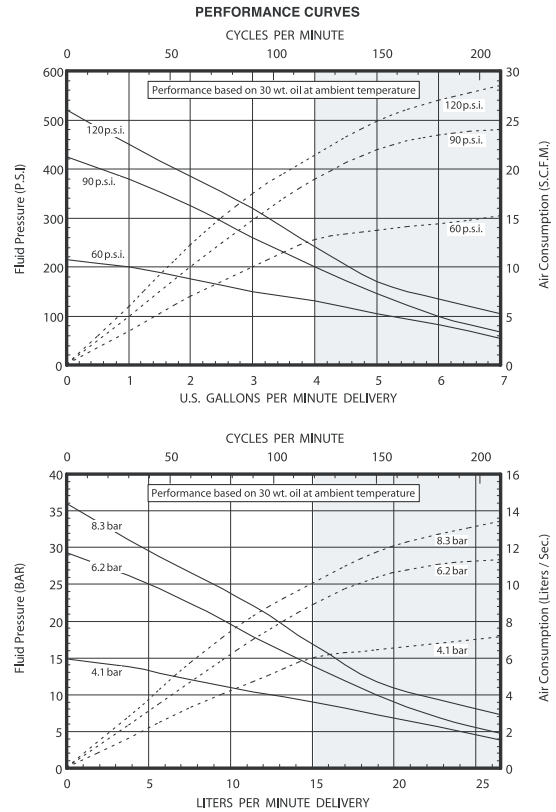 PERFORMANCE CURVES
CYCLES PER MINUTE
0 50 100 150 200
600 30
Performance based on 30 wt. oil at ambient temperature
120 p.s.i.
500 25
120 p.s.i.
90 p.s.i.
400 20
90 p.s.i.
Fluid Pressure (P.S.I)
Air Consumption (S.C.F.M.)
300 15
60 p.s.i.
60 p.s.i.
200 10
100 5
0 0
0 1 2 3 4 5 6 7
U.S. GALLONS PER MINUTE DELIVERY
CYCLES PER MINUTE
0 50 100 150 200
40 16
Performance based on 30 wt. oil at ambient temperature
35 14
8.3 bar
8.3 bar
30 12
6.2 bar
6.2 bar
25 10
Fluid Pressure (BAR)
Air Consumption (Liters / Sec.)
20 8
4.1 bar
15 6
4.1 bar
10 4
5 2
0 0
0 5 10 15 20 25
LITERS PER MINUTE DELIVERY